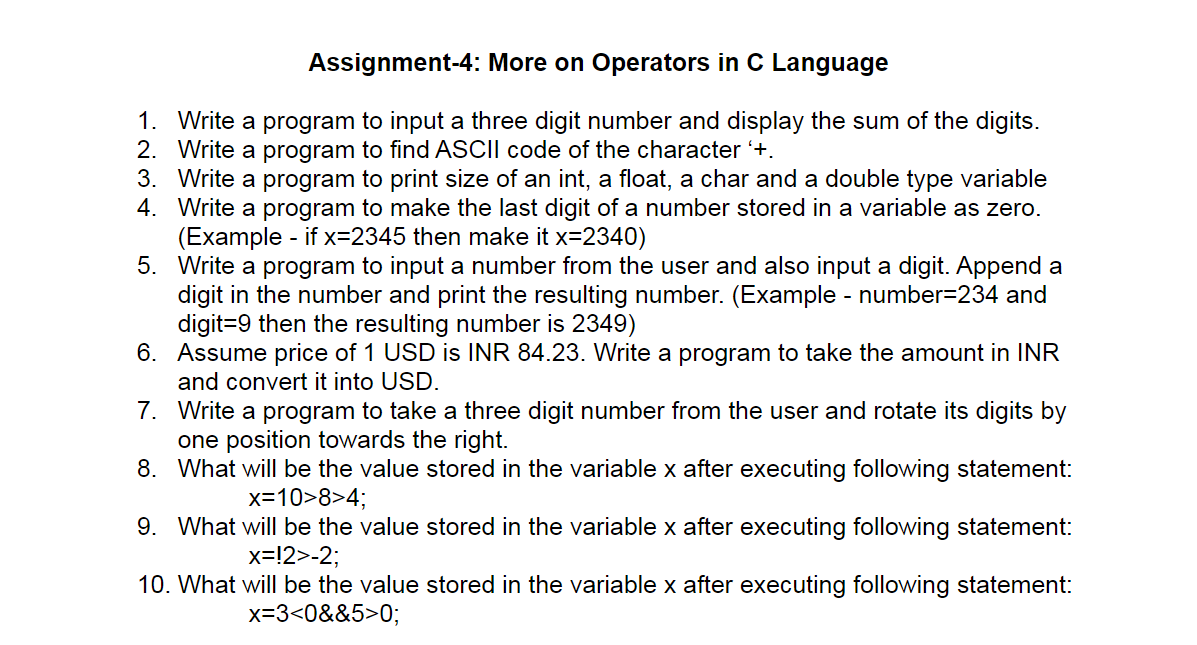 Assignment-4: More on Operators in C Language
1. Write a program to input a three digit number and display the sum of the digits.
2. Write a program to find ASCII code of the character ‘+.
3. Write a program to print size of an int, a float, a char and a double type variable
4. Write a program to make the last digit of a number stored in a variable as zero.
(Example - if x=2345 then make it x=2340)
5. Write a program to input a number from the user and also input a digit. Append a
digit in the number and print the resulting number. (Example - number=234 and
digit=9 then the resulting number is 2349)
6. Assume price of 1 USD is INR 84.23. Write a program to take the amount in INR
and convert it into USD.
7. Write a program to take a three digit number from the user and rotate its digits by
one position towards the right.
8. What will be the value stored in the variable x after executing following statement:
x=10>8>4;
9. What will be the value stored in the variable x after executing following statement:
x=!2>-2;
10. What will be the value stored in the variable x after executing following statement:
x=3<0&&5>0;